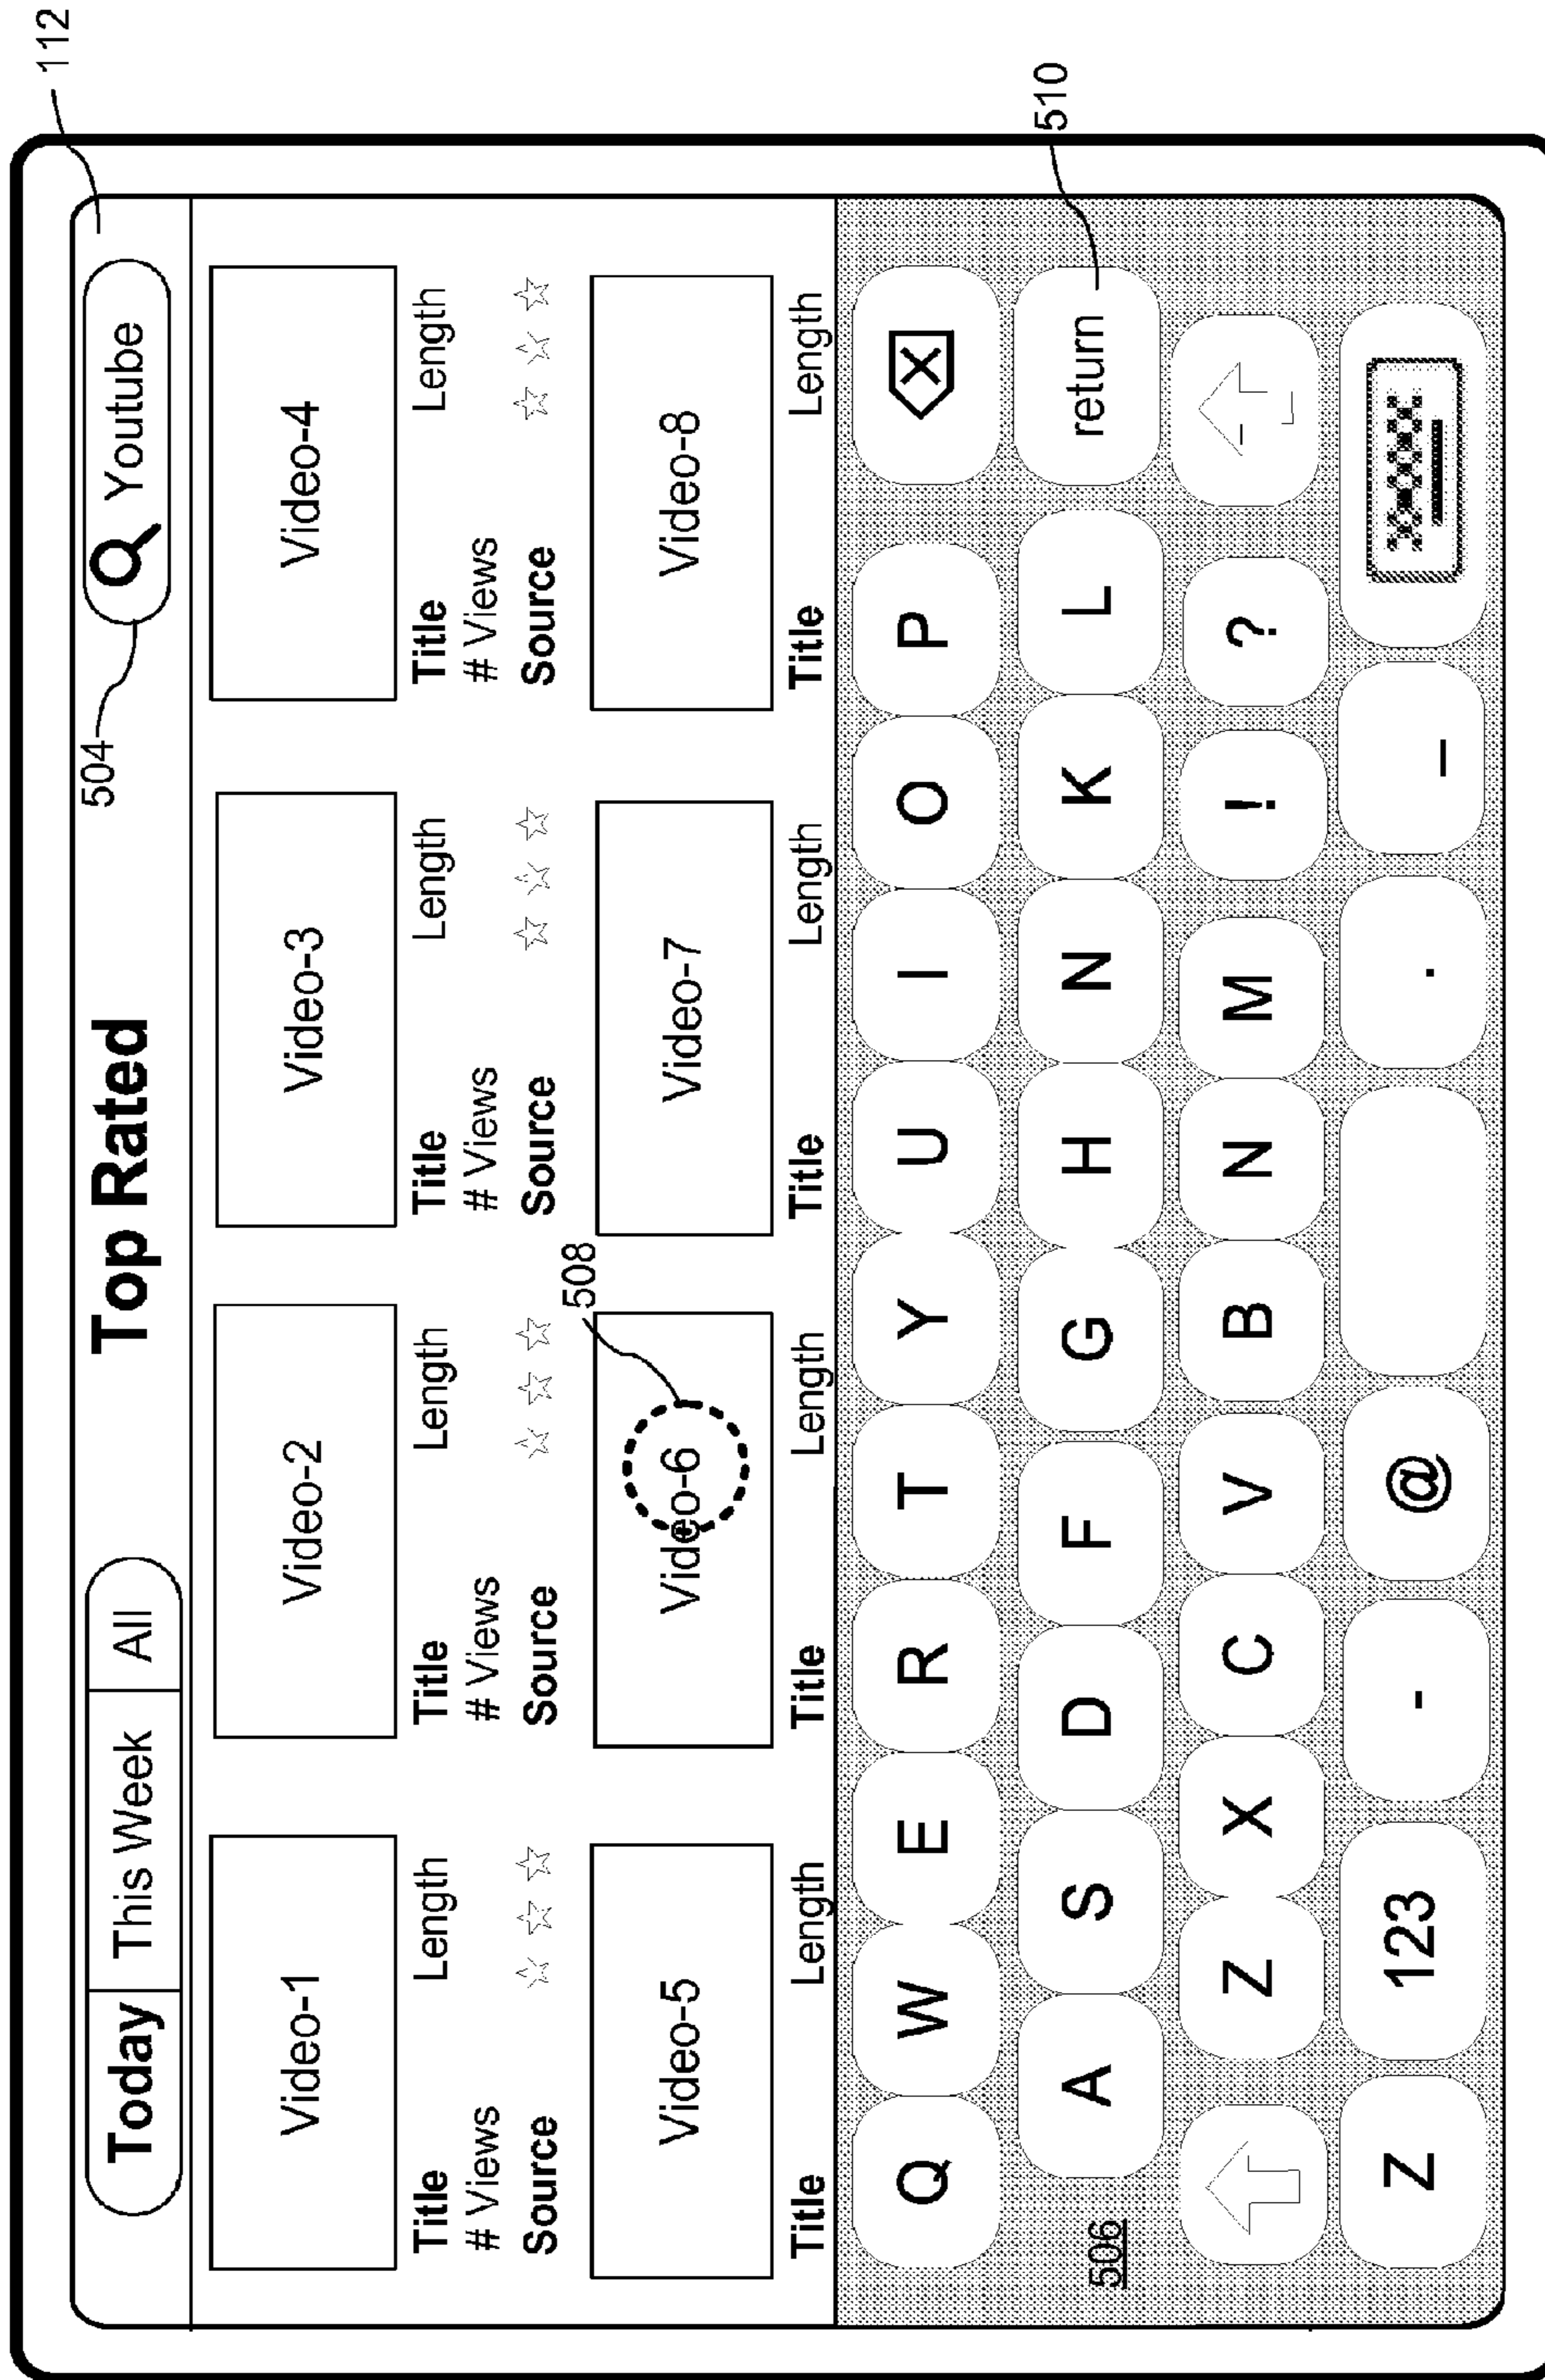 112
Today This Week All Top Rated Youtube
504
Video-1 Video-2 Video-3 Video-4
Title Length Title Length Title Length Title Length
# Views # Views # Views # Views
Source Source Source Source
508
Video-5 Video-6 Video-7 Video-8
Title Length Title Length Title Length Title Length
Q W E R T Y U I O P
506 A S D F G H N K L return 510
Z X C V B N M ! ?
Z 123 - @ . _